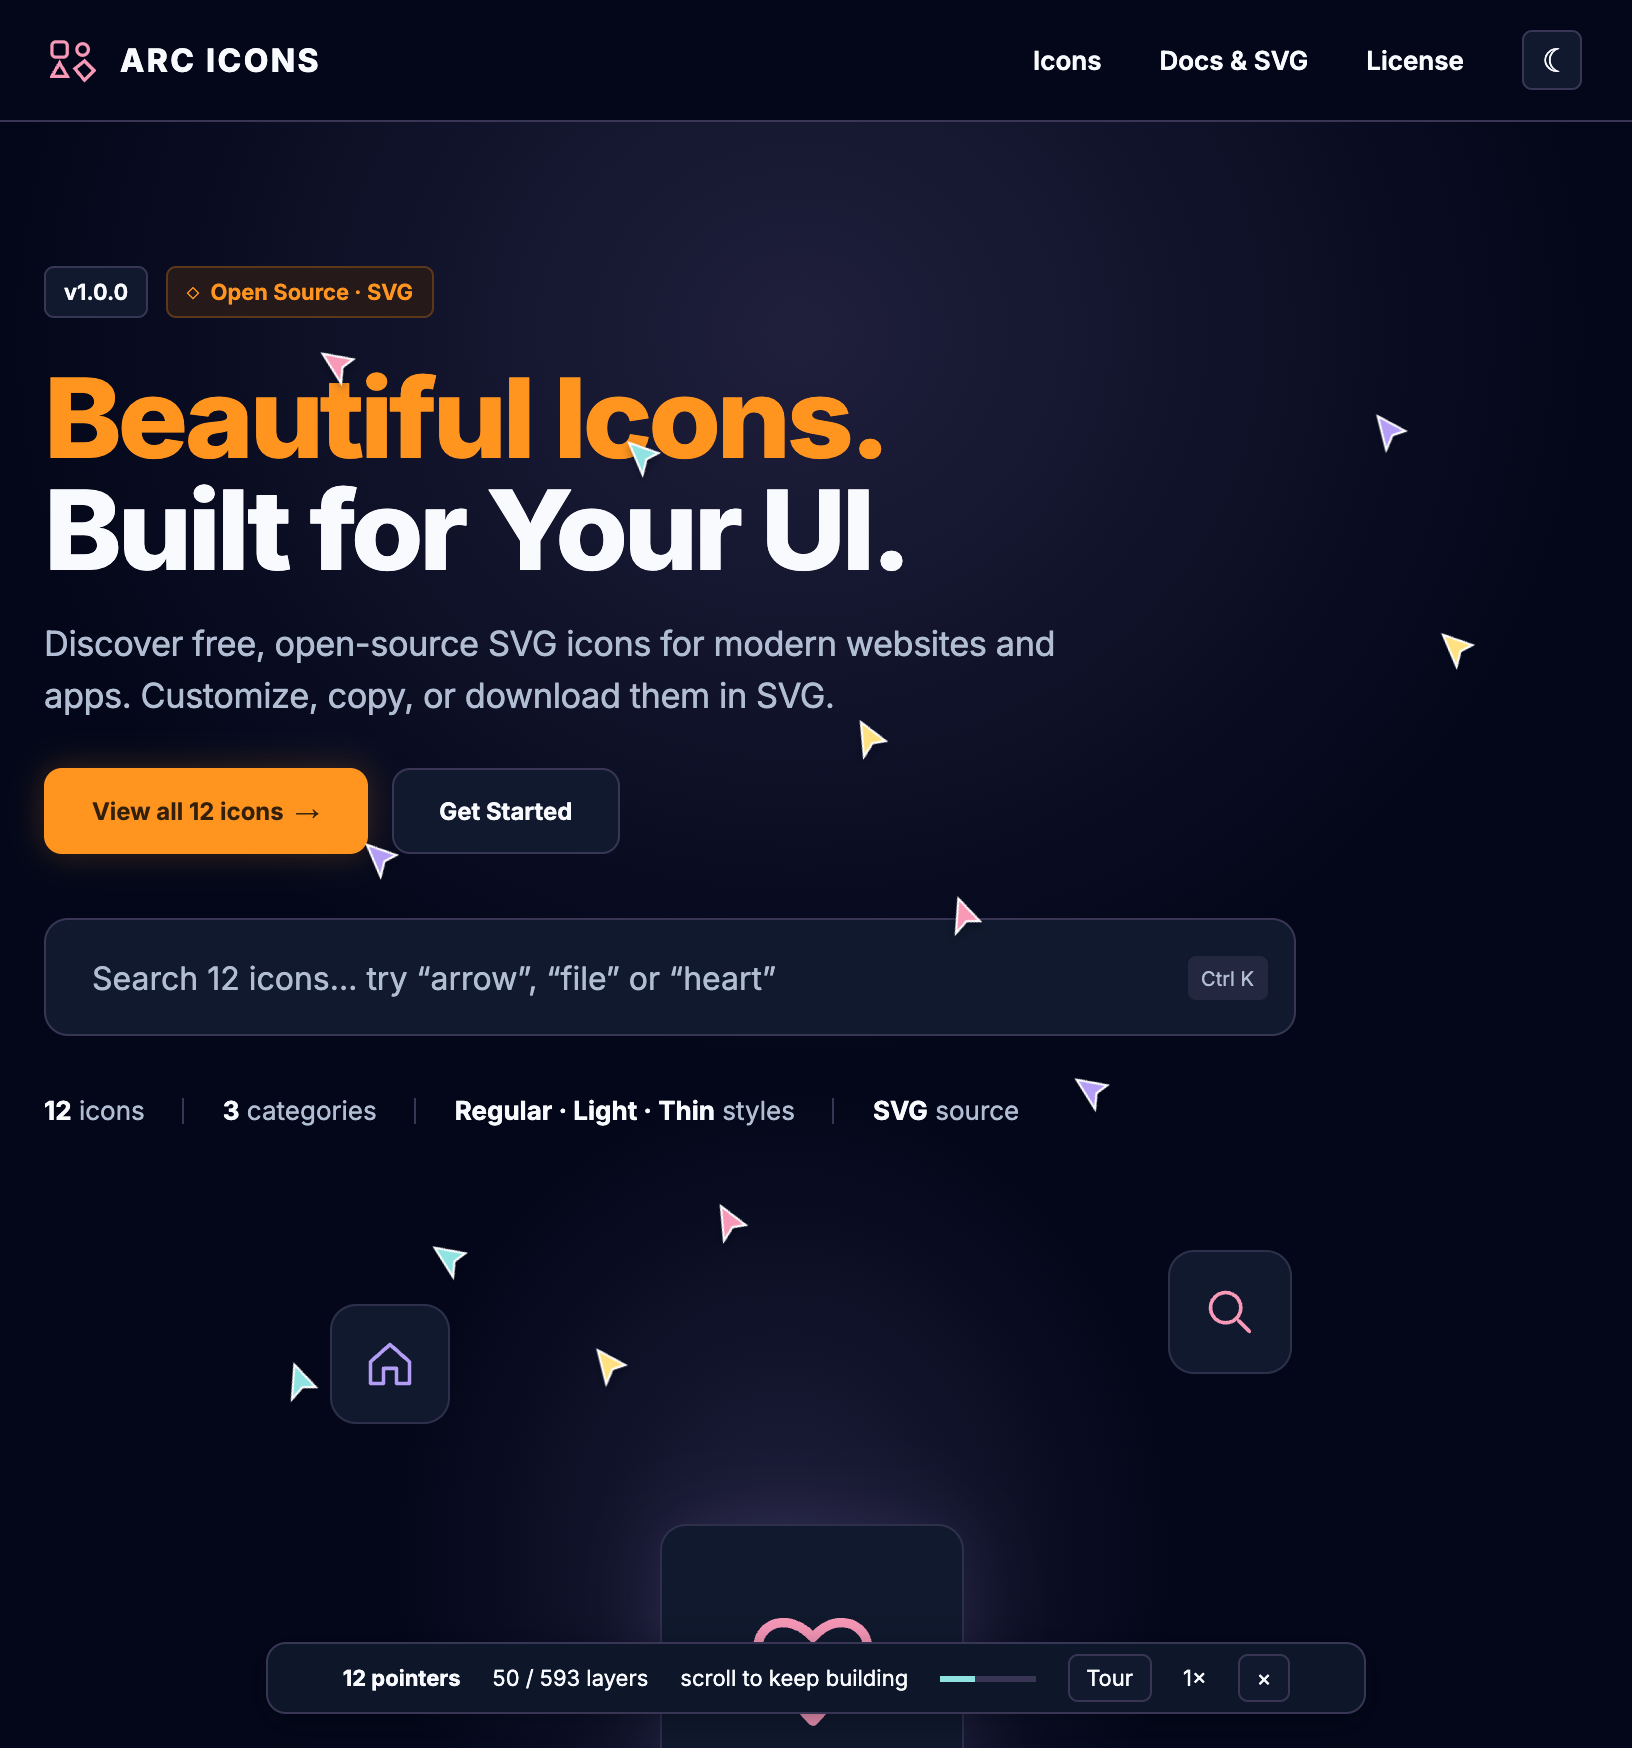 ARC ICONS
Icons
Docs & SVG
License
v1.0.0
Open Source · SVG
Beautiful Icons.
Built for Your UI.
Discover free, open-source SVG icons for modern websites and
apps. Customize, copy, or download them in SVG.
View all 12 icons →
Get Started
Search 12 icons... try “arrow”, “file” or “heart”
Ctrl K
12 icons
3 categories
Regular · Light · Thin styles
SVG source
12 pointers
50 / 593 layers
scroll to keep building
Tour
1×
×